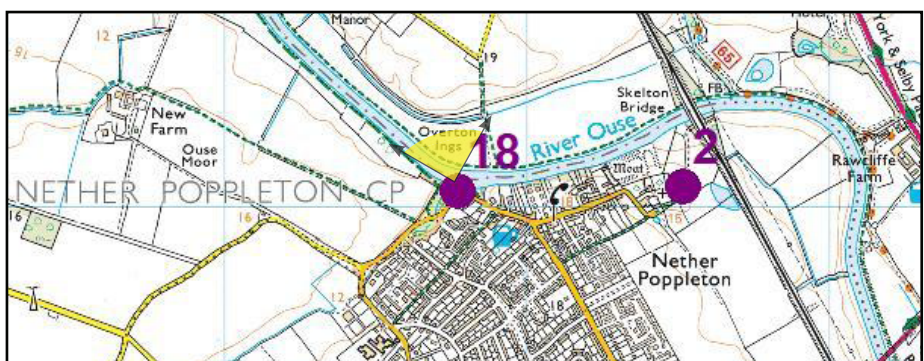 Manor
12
19
65
York & Selby
Skelton
Bridge
FB
New
Farm
Ouse
Moor
Overton
Ings
18
River Ouse
2
Moat
Rawcliffe
Farm
NETHER POPPLETON CP
16
16
18
15
Nether
Poppleton
12
18